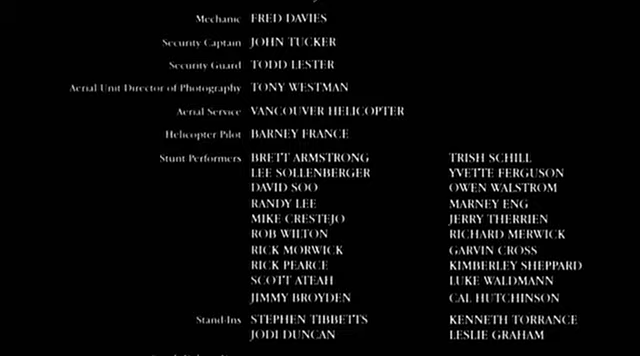 Mechanic FRED DAVIES
Security Captain JOHN TUCKER
Security Guard TODD LESTER
Aerial Unit Director of Photography TONY WESTMAN
Aerial Service VANCOUVER HELICOPTER
Helicopter Pilot BARNEY FRANCE
Stunt Performers BRETT ARMSTRONG TRISH SCHILL
LEE SOLLENBERGER YVETTE FERGUSON
DAVID SOO OWEN WALSTROM
RANDY LEE MARNEY ENG
MIKE CRESTEJO JERRY THERRIEN
ROB WILTON RICHARD MERWICK
RICK MORWICK GARVIN CROSS
RICK PEARCE KIMBERLEY SHEPPARD
SCOTT ATEAH LUKE WALDMANN
JIMMY BROYDEN CAL HUTCHINSON
Stand-Ins STEPHEN TIBBETTS KENNETH TORRANCE
JODI DUNCAN LESLIE GRAHAM